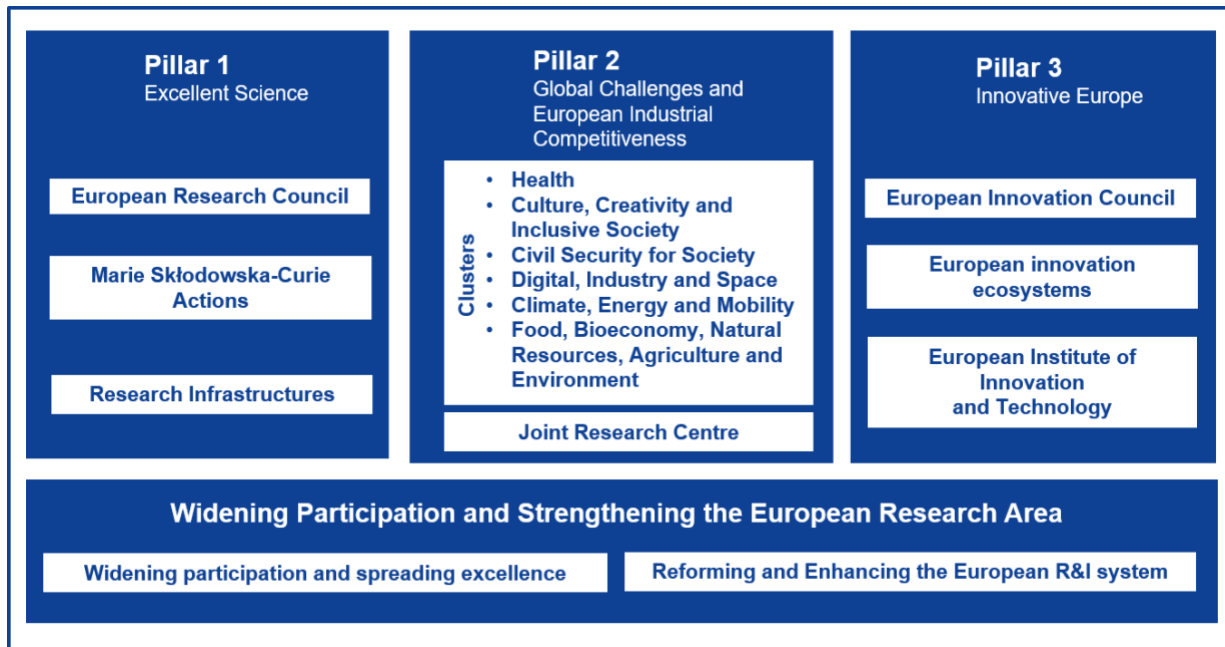 Pillar 1
Excellent Science
European Research Council
Marie Skłodowska-Curie
Actions
Research Infrastructures
Pillar 2
Global Challenges and
European Industrial
Competitiveness
Clusters
• Health
• Culture, Creativity and
Inclusive Society
• Civil Security for Society
• Digital, Industry and Space
• Climate, Energy and Mobility
• Food, Bioeconomy, Natural
Resources, Agriculture and
Environment
Joint Research Centre
Pillar 3
Innovative Europe
European Innovation Council
European innovation
ecosystems
European Institute of
Innovation
and Technology
Widening Participation and Strengthening the European Research Area
Widening participation and spreading excellence
Reforming and Enhancing the European R&I system